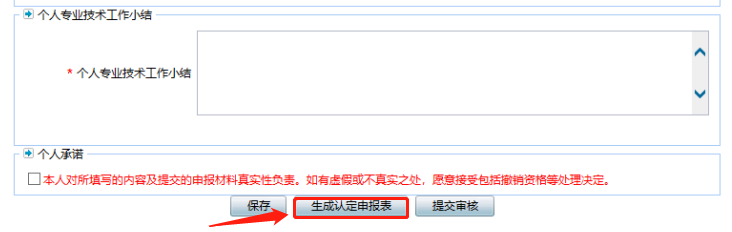 个人专业技术工作小结
* 个人专业技术工作小结
个人承诺
本人对所填写的内容及提交的申报材料真实性负责。如有虚假或不真实之处，愿意接受包括撤销资格等处理决定。
保存 生成认定申报表 提交审核